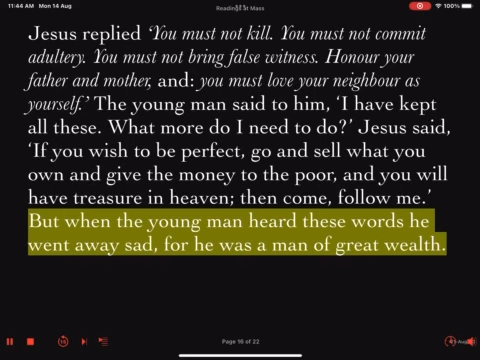 11:44 AM Mon 14 Aug
100%
Jesus replied ‘You must not kill. You must not commit
adultery. You must not bring false witness. Honour your
father and mother, and: you must love your neighbour as
yourself.’ The young man said to him, ‘I have kept
all these. What more do I need to do?’ Jesus said,
‘If you wish to be perfect, go and sell what you
own and give the money to the poor, and you will
have treasure in heaven; then come, follow me.’
But when the young man heard these words he
went away sad, for he was a man of great wealth.
15
Page 16 of 22